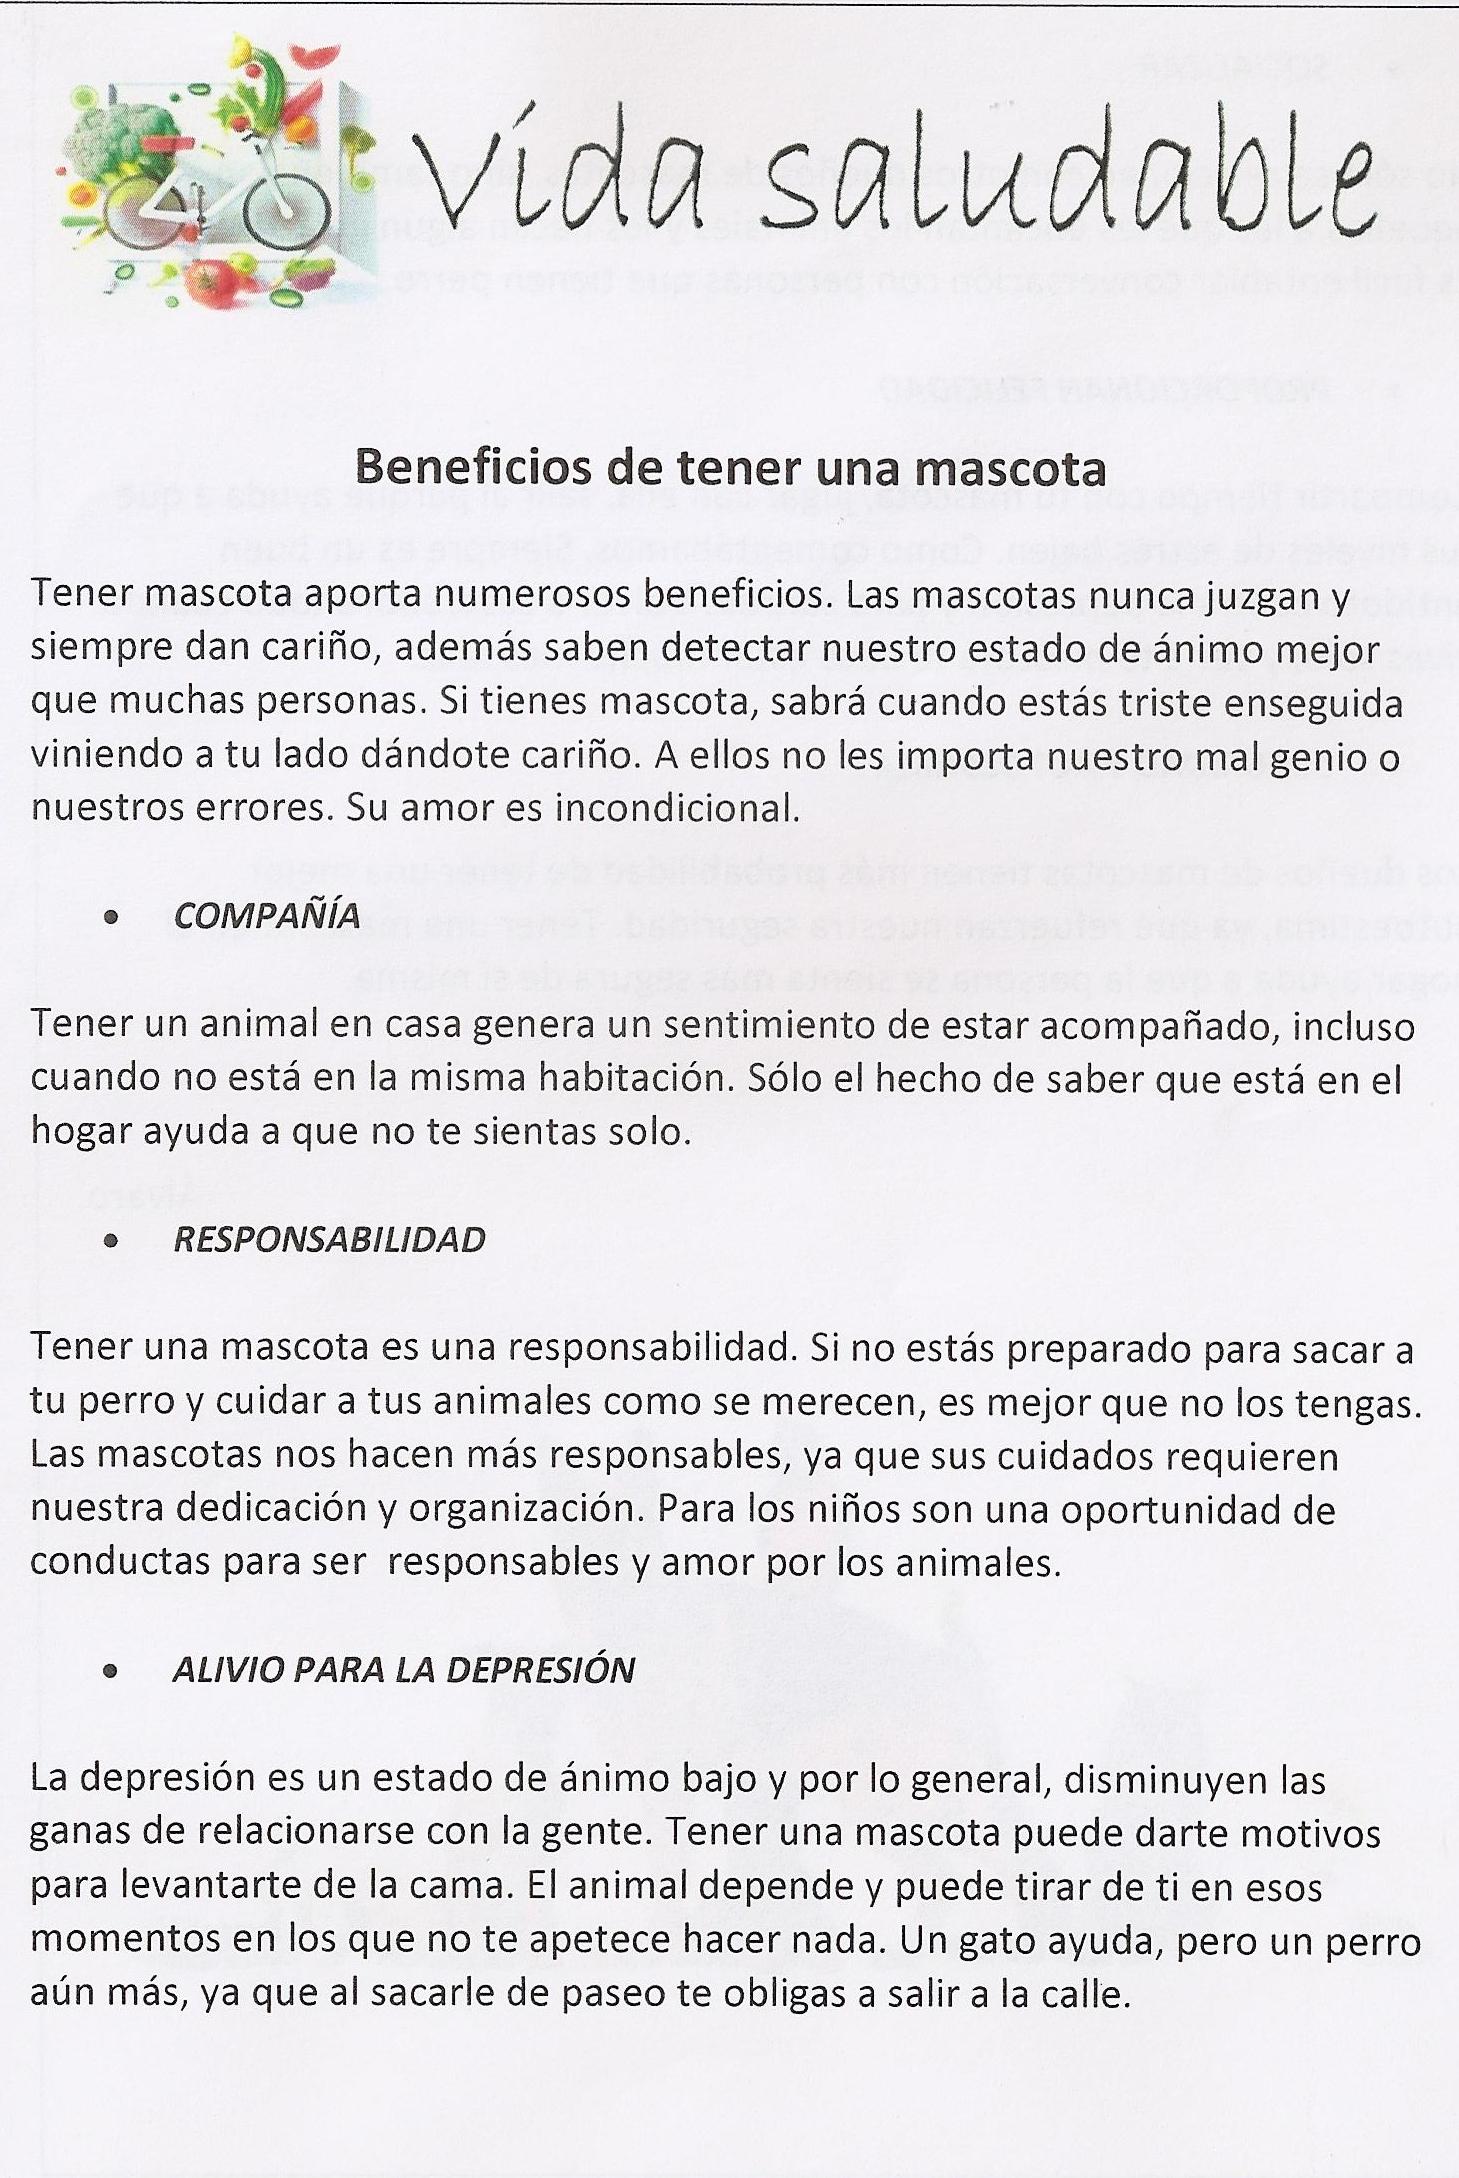 Vida saludable
Beneficios de tener una mascota
Tener mascota aporta numerosos beneficios. Las mascotas nunca juzgan y
siempre dan cariño, además saben detectar nuestro estado de ánimo mejor
que muchas personas. Si tienes mascota, sabrá cuando estás triste enseguida
viniendo a tu lado dándote cariño. A ellos no les importa nuestro mal genio o
nuestros errores. Su amor es incondicional.
• COMPAÑÍA
Tener un animal en casa genera un sentimiento de estar acompañado, incluso
cuando no está en la misma habitación. Sólo el hecho de saber que está en el
hogar ayuda a que no te sientas solo.
• RESPONSABILIDAD
Tener una mascota es una responsabilidad. Si no estás preparado para sacar a
tu perro y cuidar a tus animales como se merecen, es mejor que no los tengas.
Las mascotas nos hacen más responsables, ya que sus cuidados requieren
nuestra dedicación y organización. Para los niños son una oportunidad de
conductas para ser  responsables y amor por los animales.
• ALIVIO PARA LA DEPRESIÓN
La depresión es un estado de ánimo bajo y por lo general, disminuyen las
ganas de relacionarse con la gente. Tener una mascota puede darte motivos
para levantarte de la cama. El animal depende y puede tirar de ti en esos
momentos en los que no te apetece hacer nada. Un gato ayuda, pero un perro
aún más, ya que al sacarle de paseo te obligas a salir a la calle.